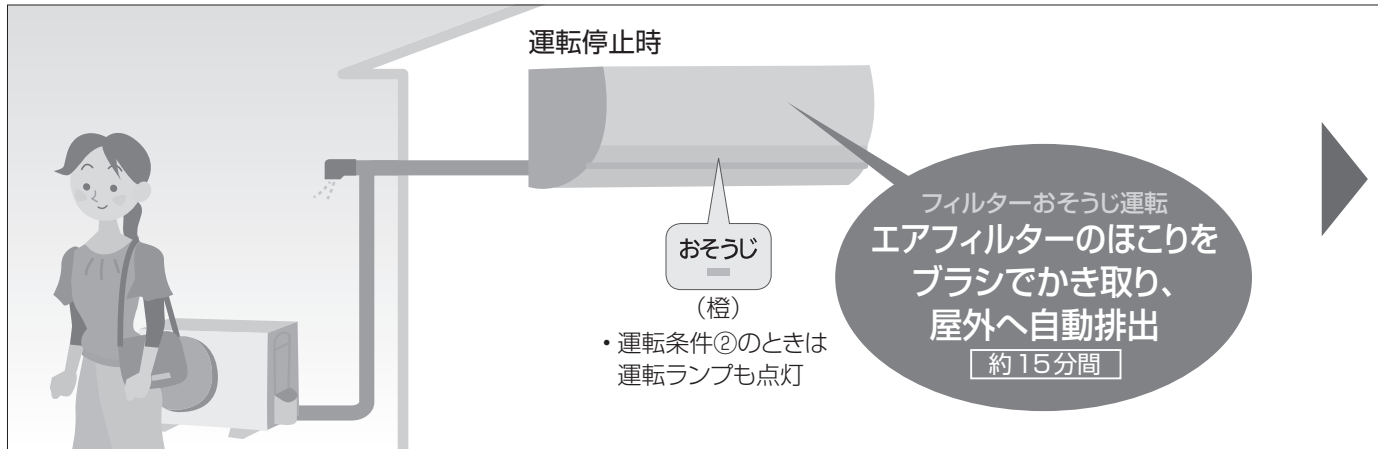 運転停止時
おそうじ
(橙)
・運転条件②のときは
運転ランプも点灯
フィルターおそうじ運転
エアフィルターのほこりを
ブラシでかき取り、
屋外へ自動排出
約15分間